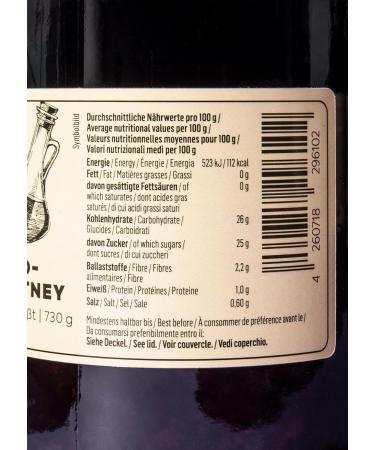 Symbolbild
Durchschnittliche Nährwerte pro 100 g /
Average nutritional values per 100 g /
Valeurs nutritionnelles moyennes pour 100 g /
Valori nutrizionali medi per 100 g
Energie / Energy / Énergie / Energia 523 kJ / 112 kcal
Fett / Fat / Matières grasses / Grassi 0 g
davon gesättigte Fettsäuren / of 0 g
which saturates / dont acides gras
saturés / di cui acidi grassi saturi
Kohlenhydrate / Carbohydrate / 26 g
Glucides / Carboidrati
davon Zucker / of which sugars / 25 g
dont sucres / di cui zuccheri
Ballaststoffe / Fibre / Fibres 2,2 g
alimentaires / Fibre
Eiweiß / Protein / Protéines / Proteine 1,0 g
Salz / Salt / Sel / Sale 0,60 g
Mindestens haltbar bis / Best before / À consommer de préférence avant le /
Da consumarsi preferibilmente entro il:
Siehe Deckel. / See lid. / Voir couvercle. / Vedi coperchio.
O-
TNEY
ßt | 730 g
4 260718 296102